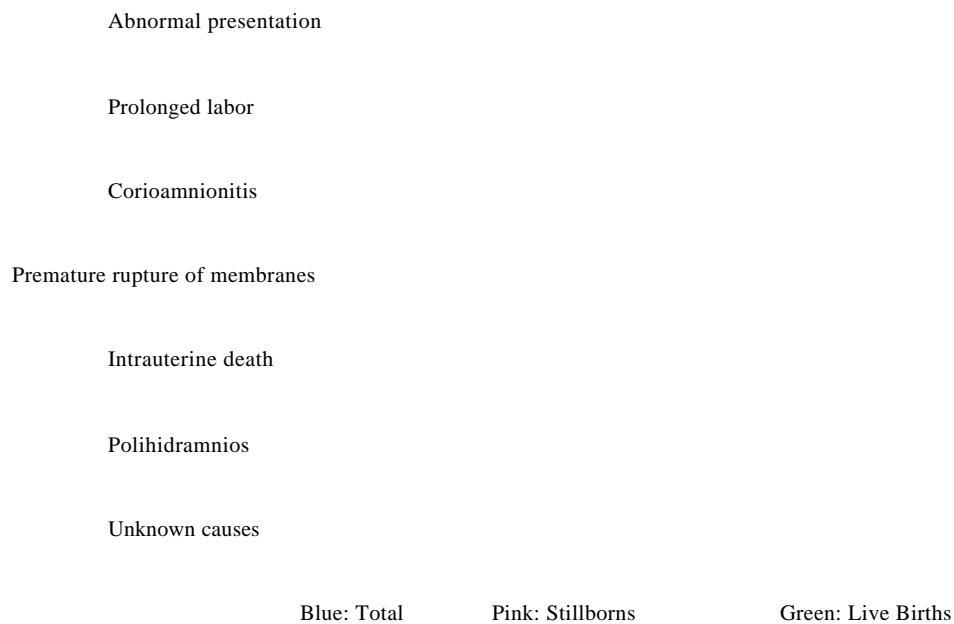 Abnormal presentation
Prolonged labor
Corioamnionitis
Premature rupture of membranes
Intrauterine death
Polihidramnios
Unknown causes
Blue: Total Pink: Stillborns Green: Live Births